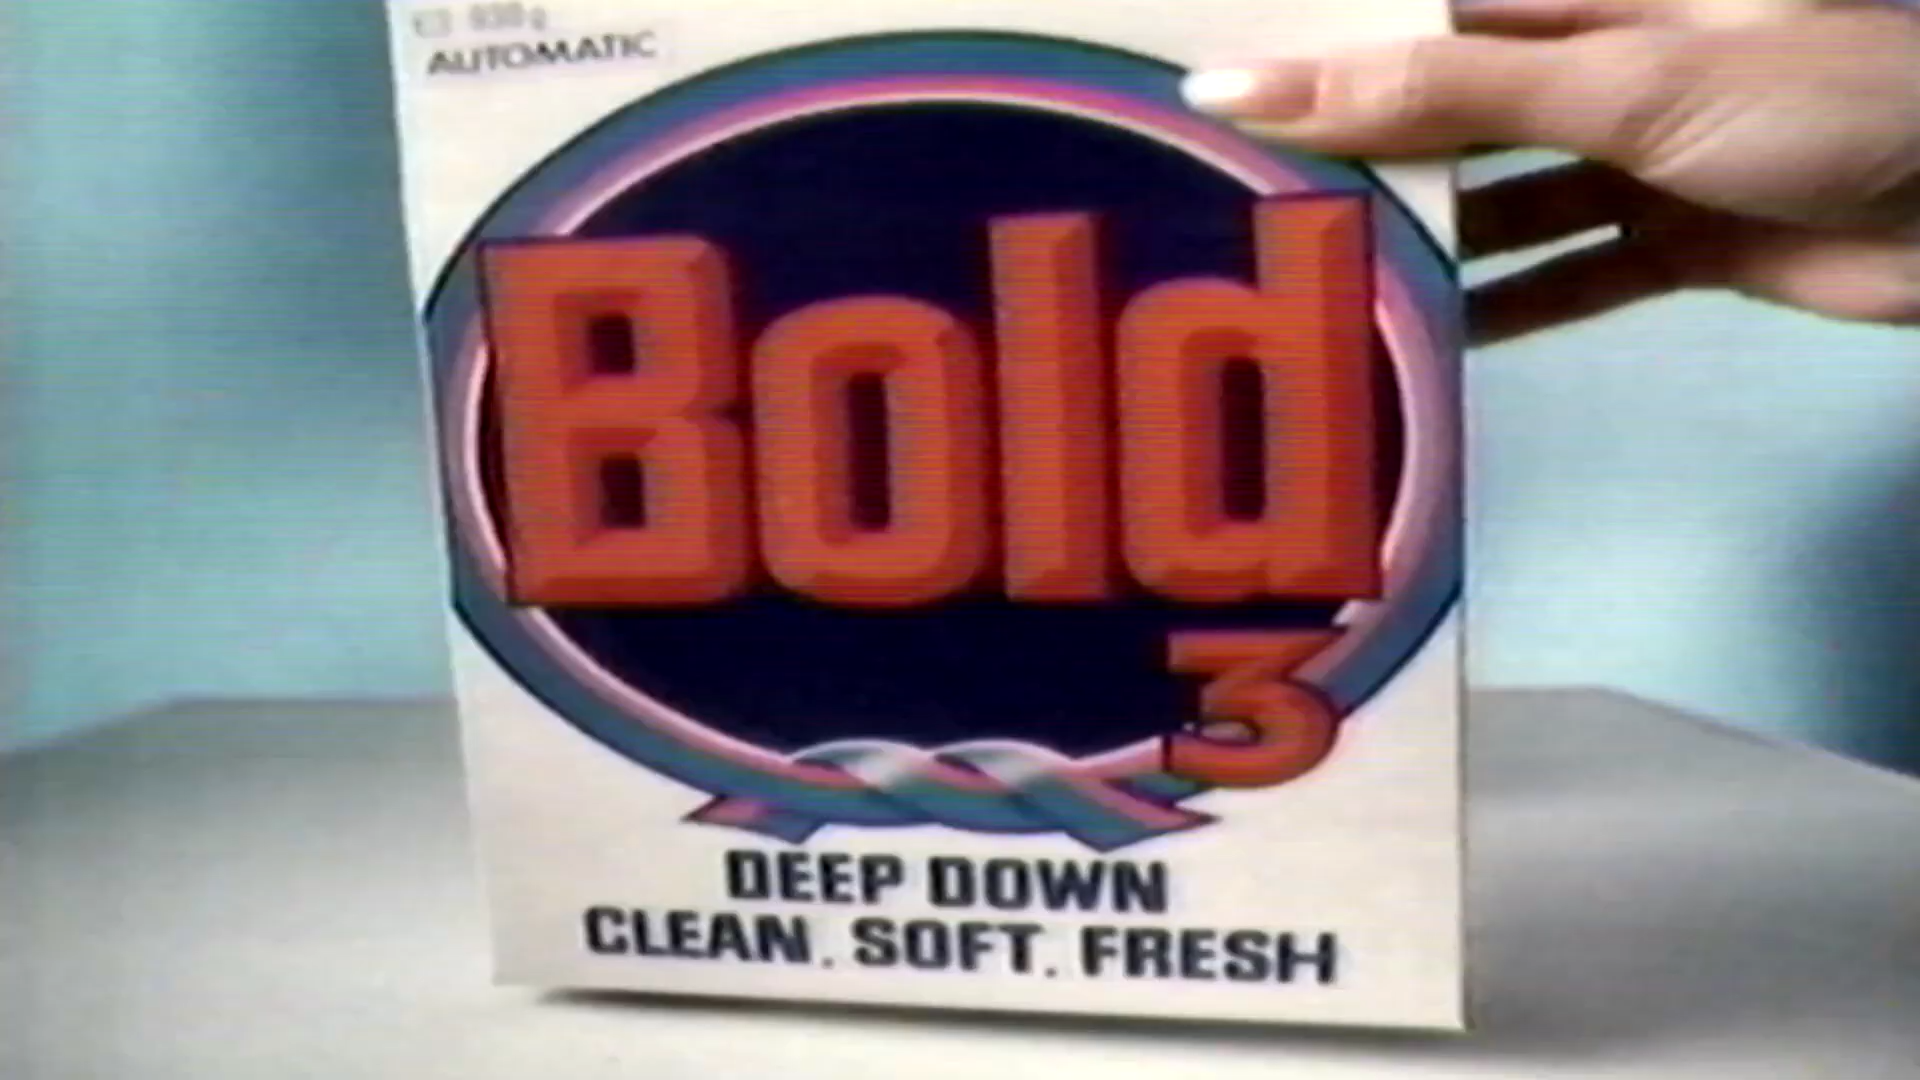 AUTOMATIC
Bold
3
DEEP DOWN
CLEAN. SOFT. FRESH